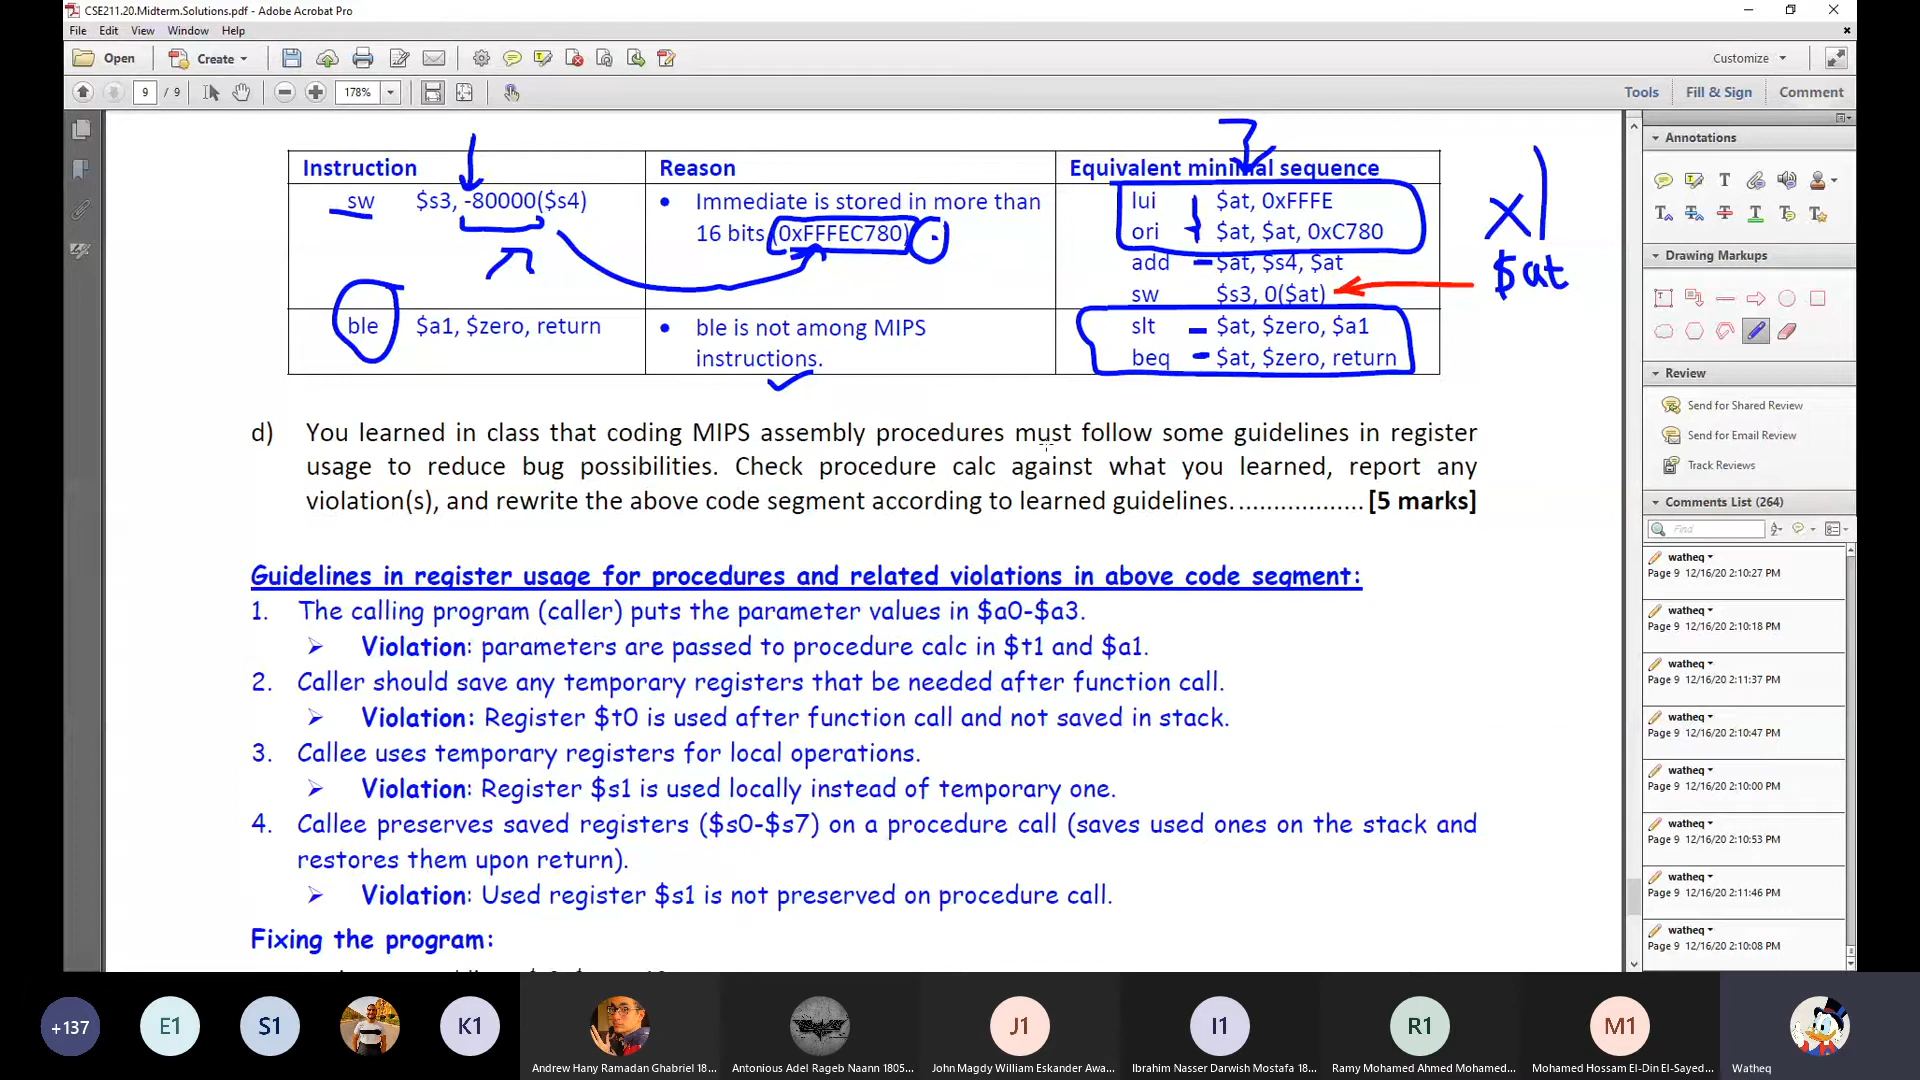 CSE211.20.Midterm.Solutions.pdf - Adobe Acrobat Pro
File Edit View Window Help
Open Create Customize
9 / 9 178% Tools Fill & Sign Comment
Instruction Reason Equivalent minimal sequence
sw $s3, -80000($s4)
• Immediate is stored in more than
16 bits (0xFFFEC780)
lui $at, 0xFFFE
ori $at, $at, 0xC780
add $at, $s4, $at
sw $s3, 0($at)
x
$at
ble $a1, $zero, return
• ble is not among MIPS
instructions.
slt $at, $zero, $a1
beq $at, $zero, return
d) You learned in class that coding MIPS assembly procedures must follow some guidelines in register
usage to reduce bug possibilities. Check procedure calc against what you learned, report any
violation(s), and rewrite the above code segment according to learned guidelines. ................... [5 marks]
Guidelines in register usage for procedures and related violations in above code segment:
1. The calling program (caller) puts the parameter values in $a0-$a3.
➢ Violation: parameters are passed to procedure calc in $t1 and $a1.
2. Caller should save any temporary registers that be needed after function call.
➢ Violation: Register $t0 is used after function call and not saved in stack.
3. Callee uses temporary registers for local operations.
➢ Violation: Register $s1 is used locally instead of temporary one.
4. Callee preserves saved registers ($s0-$s7) on a procedure call (saves used ones on the stack and
restores them upon return).
➢ Violation: Used register $s1 is not preserved on procedure call.
Fixing the program:
Annotations
Drawing Markups
Review
Send for Shared Review
Send for Email Review
Track Reviews
Comments List (264)
Find
watheq
Page 9 12/16/20 2:10:27 PM
watheq
Page 9 12/16/20 2:10:18 PM
watheq
Page 9 12/16/20 2:11:37 PM
watheq
Page 9 12/16/20 2:10:47 PM
watheq
Page 9 12/16/20 2:10:00 PM
watheq
Page 9 12/16/20 2:10:53 PM
watheq
Page 9 12/16/20 2:11:46 PM
watheq
Page 9 12/16/20 2:10:08 PM
+137 E1 S1 K1 J1 I1 R1 M1
Andrew Hany Ramadan Ghabriel 18... Antonious Adel Rageb Naann 1805... John Magdy William Eskander Awa... Ibrahim Nasser Darwish Mostafa 18... Ramy Mohamed Ahmed Mohamed... Mohamed Hossam El-Din El-Sayed... Watheq